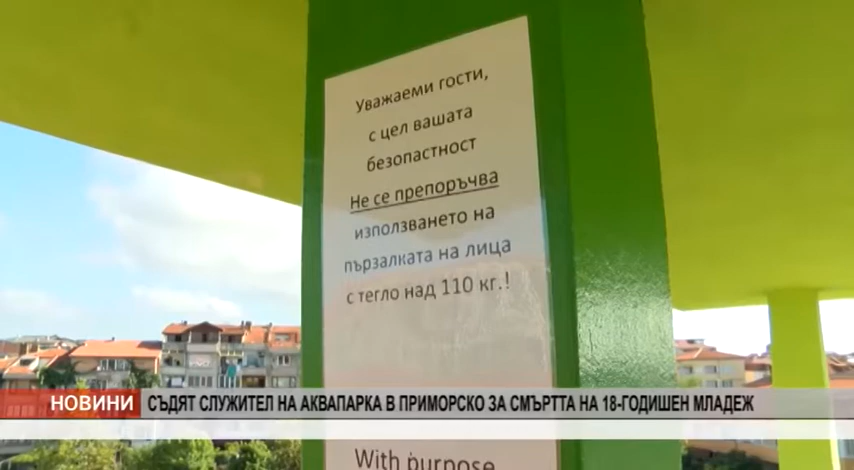 Уважаеми гости,
с цел вашата
безопастност
Не се препоръчва
използването на
пързалката на лица
с тегло над 110 кг.!
НОВИНИ СЪДЯТ СЛУЖИТЕЛ НА АКВАПАРКА В ПРИМОРСКО ЗА СМЪРТТА НА 18-ГОДИШЕН МЛАДЕЖ
With purpose